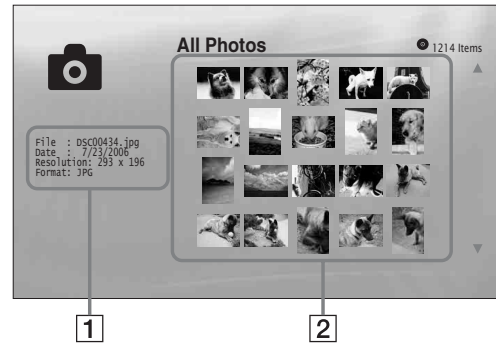 All Photos
1214 Items
File : DSC00434.jpg
Date : 7/23/2006
Resolution: 293 x 196
Format: JPG
1
2